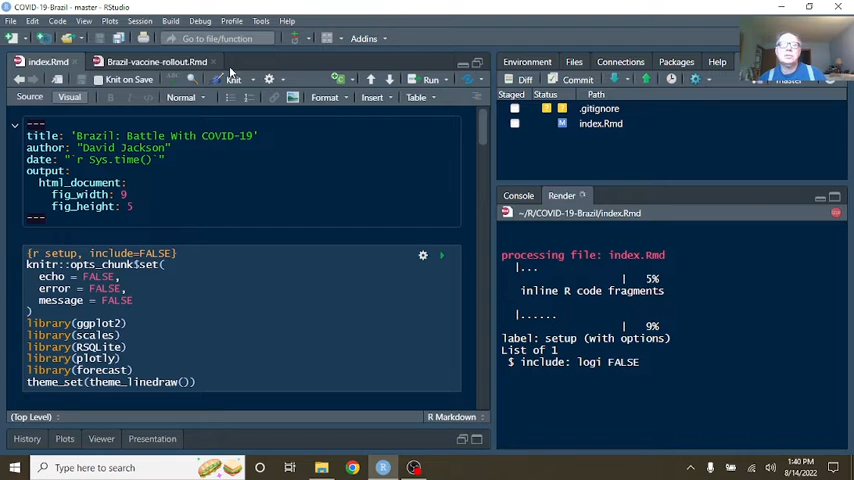 COVID-19-Brazil - master - RStudio
File Edit Code View Plots Session Build Debug Profile Tools Help
Go to file/function Addins
index.Rmd Brazil-vaccine-rollout.Rmd
Knit on Save Knit Run
Source Visual Normal Format Insert Table
---
title: 'Brazil: Battle With COVID-19'
author: "David Jackson"
date: "`r Sys.time()`"
output:
html_document:
fig_width: 9
fig_height: 5
---
{r setup, include=FALSE}
knitr::opts_chunk$set(
echo = FALSE,
error = FALSE,
message = FALSE
)
library(ggplot2)
library(scales)
library(RSQLite)
library(plotly)
library(forecast)
theme_set(theme_linedraw())
(Top Level) R Markdown
History Plots Viewer Presentation
Environment Files Connections Packages
Diff Commit master
Staged Status Path
? ? .gitignore
M index.Rmd
Console Render
~/R/COVID-19-Brazil/index.Rmd
processing file: index.Rmd
|...
| 5%
inline R code fragments
|......
| 9%
label: setup (with options)
List of 1
$ include: logi FALSE
Type here to search
1:40 PM
8/14/2022